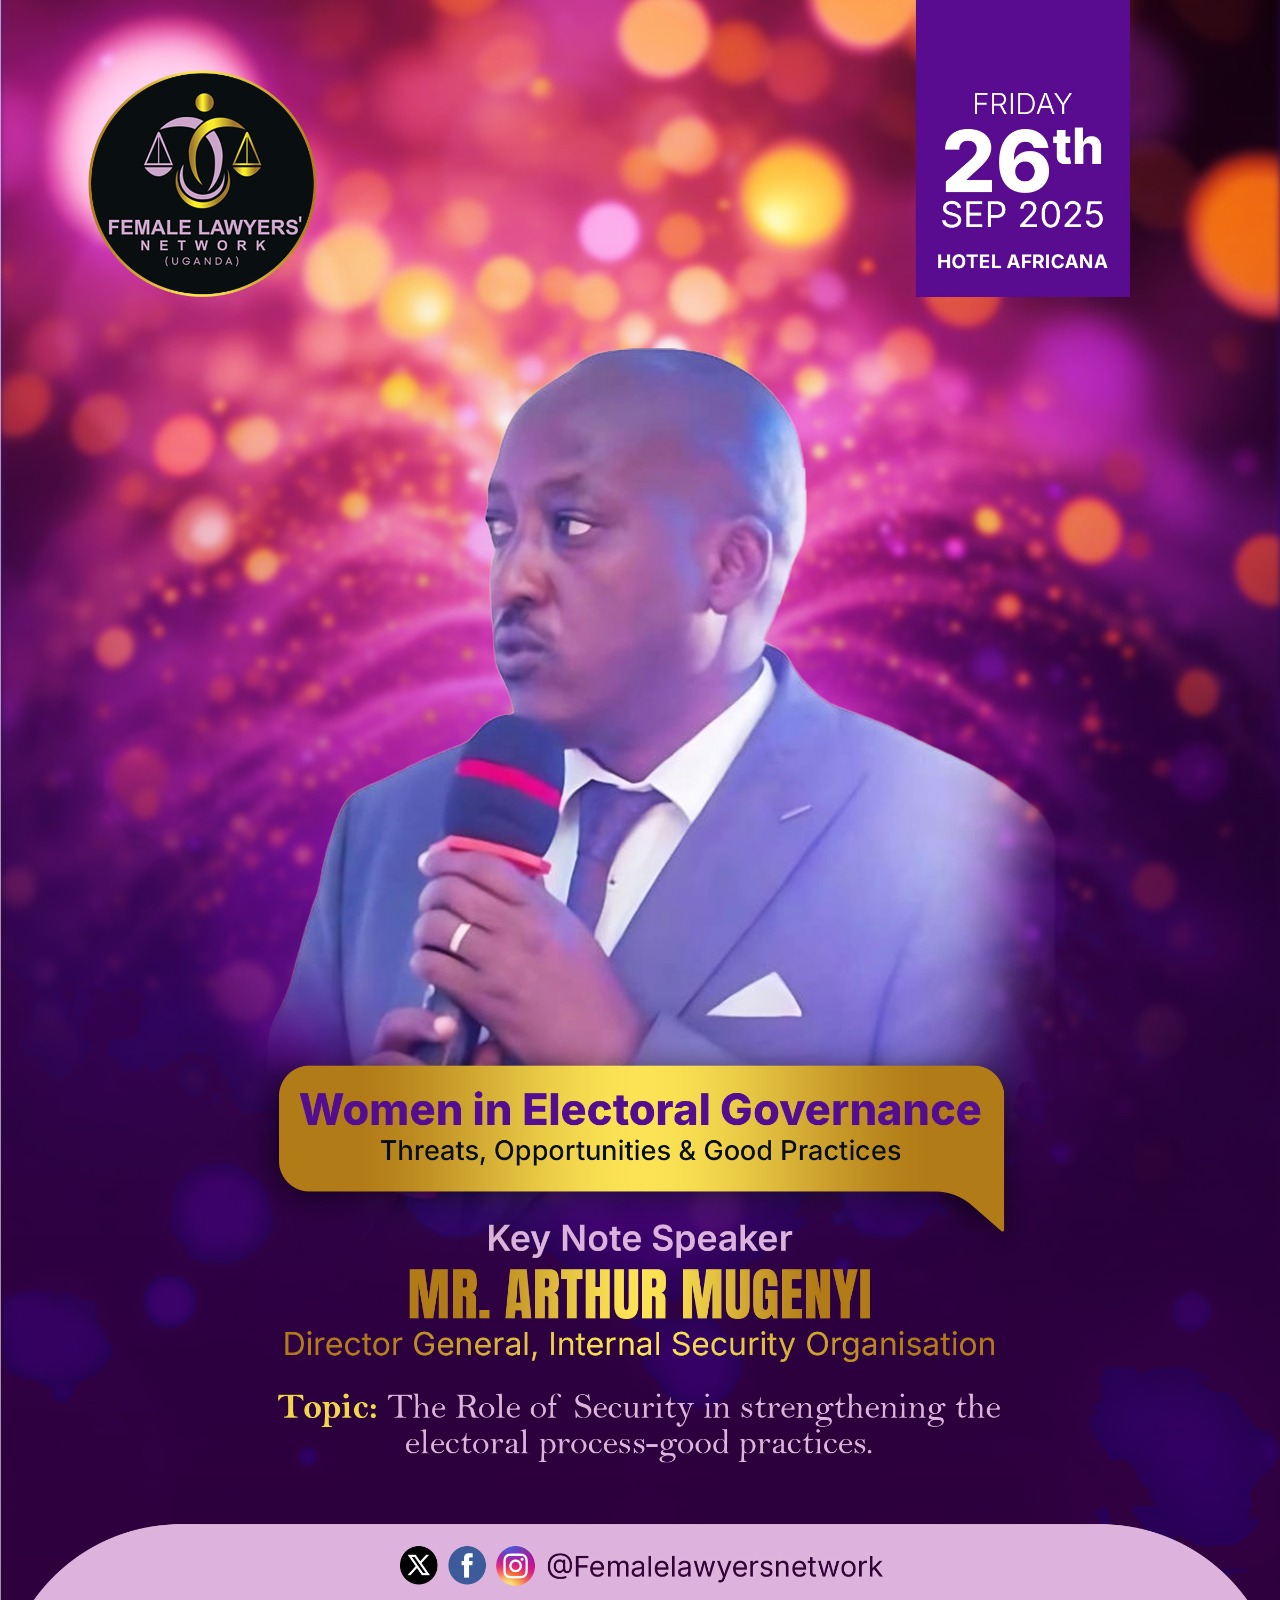 FEMALE LAWYERS'
NETWORK
(UGANDA)
FRIDAY
26th
SEP 2025
HOTEL AFRICANA
Women in Electoral Governance
Threats, Opportunities & Good Practices
Key Note Speaker
MR. ARTHUR MUGENYI
Director General, Internal Security Organisation
Topic: The Role of Security in strengthening the
electoral process-good practices.
@Femalelawyersnetwork